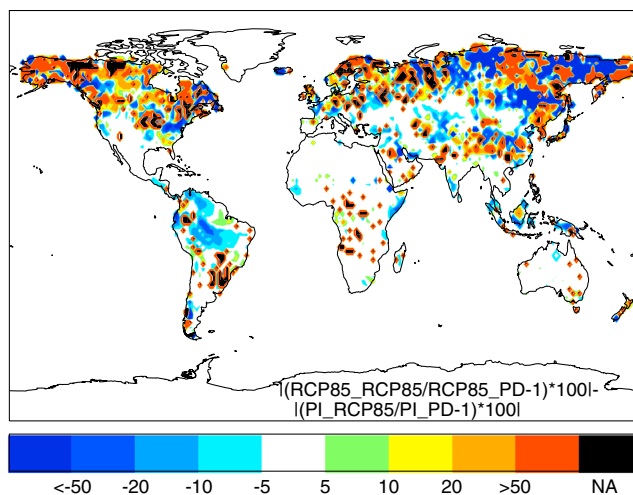 |(RCP85_RCP85/RCP85_PD-1)*100|-
|(PI_RCP85/PI_PD-1)*100|
<-50 -20 -10 -5 5 10 20 >50 NA